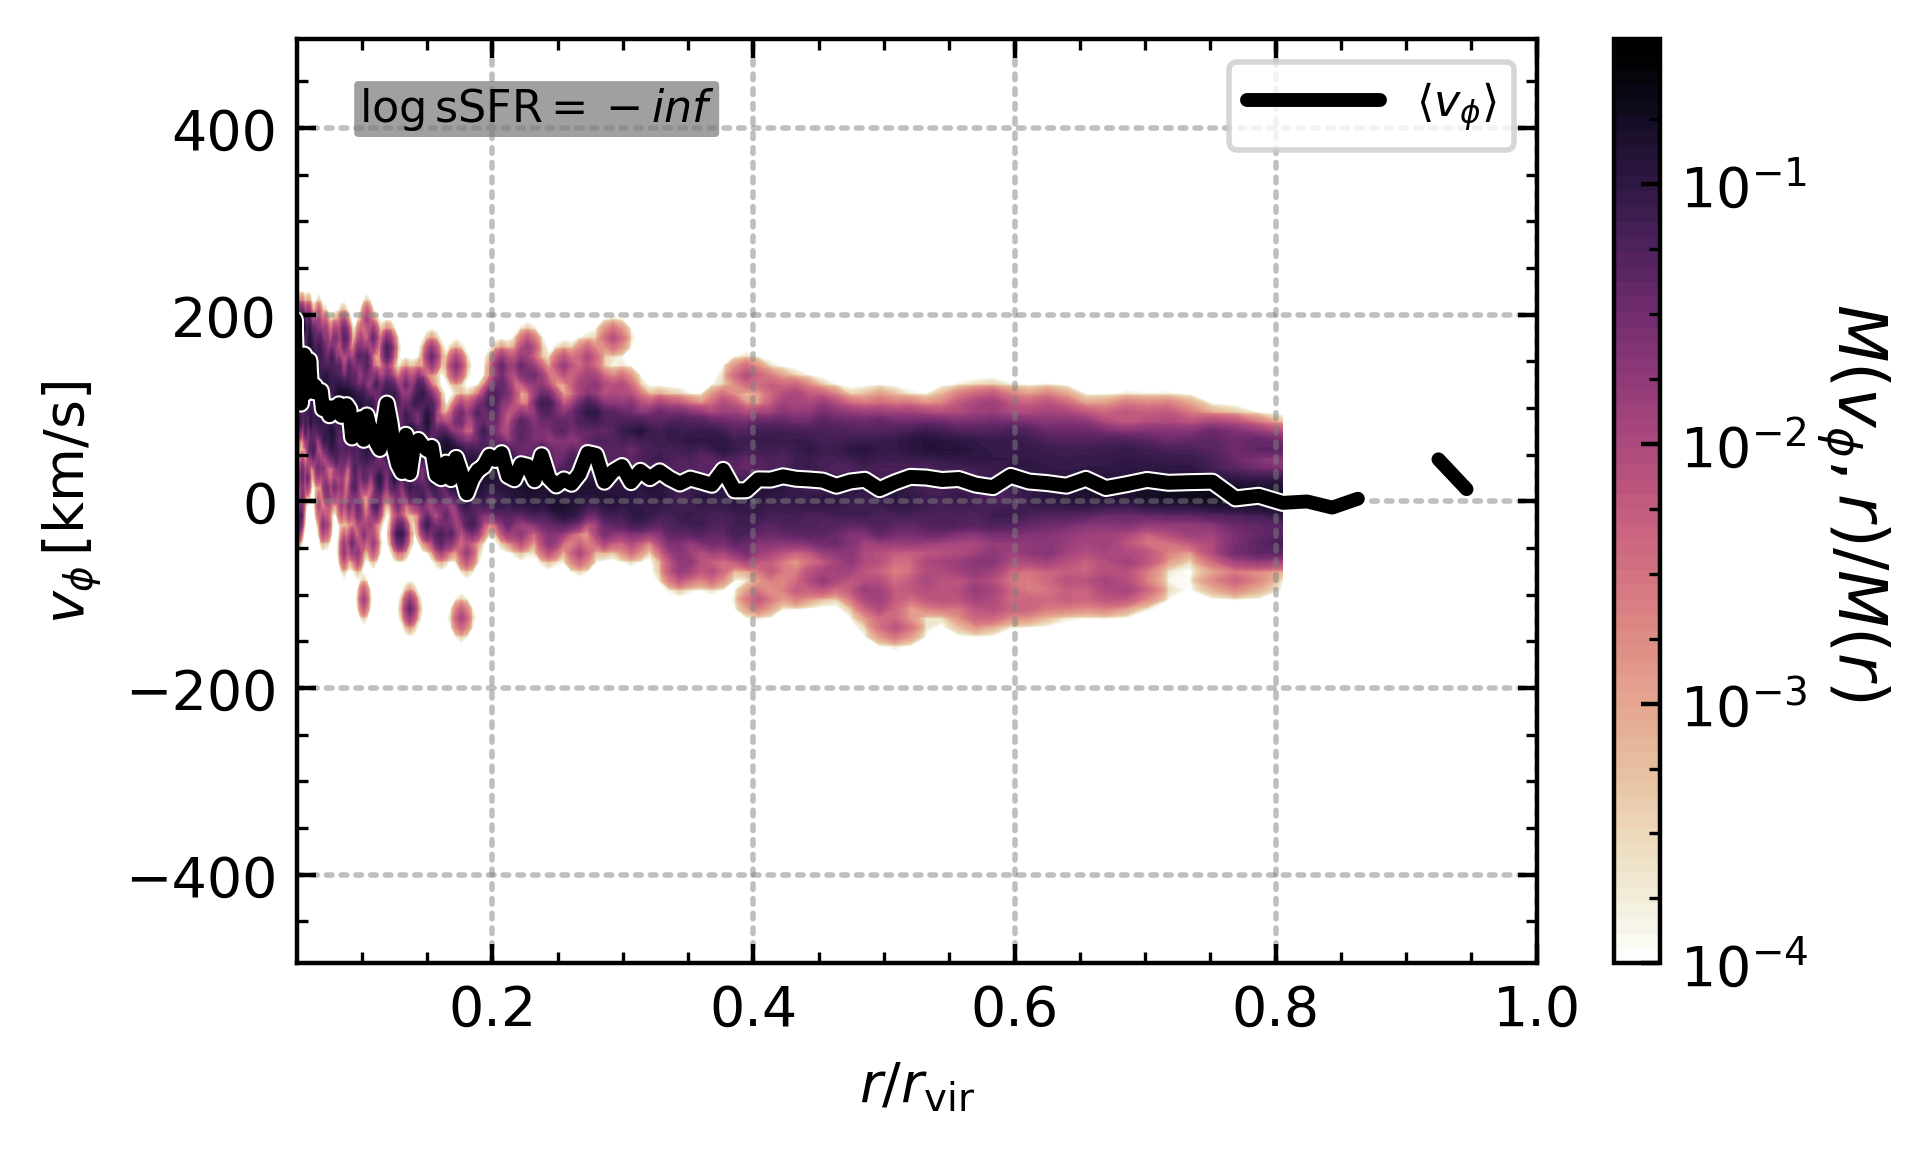 log sSFR = −inf
⟨v_ϕ⟩
400
200
0
−200
−400
v_ϕ [km/s]
0.2
0.4
0.6
0.8
1.0
r/r_vir
10⁻¹
10⁻²
10⁻³
10⁻⁴
M(v_ϕ, r)/M(r)